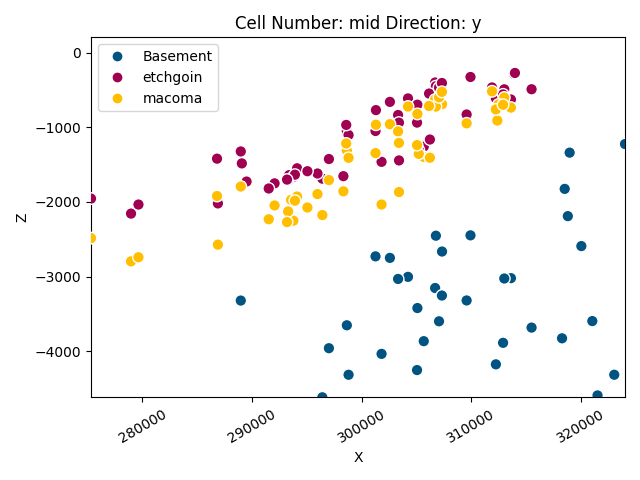 Cell Number: mid Direction: y
Basement
etchgoin
macoma
0
−1000
−2000
−3000
−4000
Z
280000
290000
300000
310000
320000
X